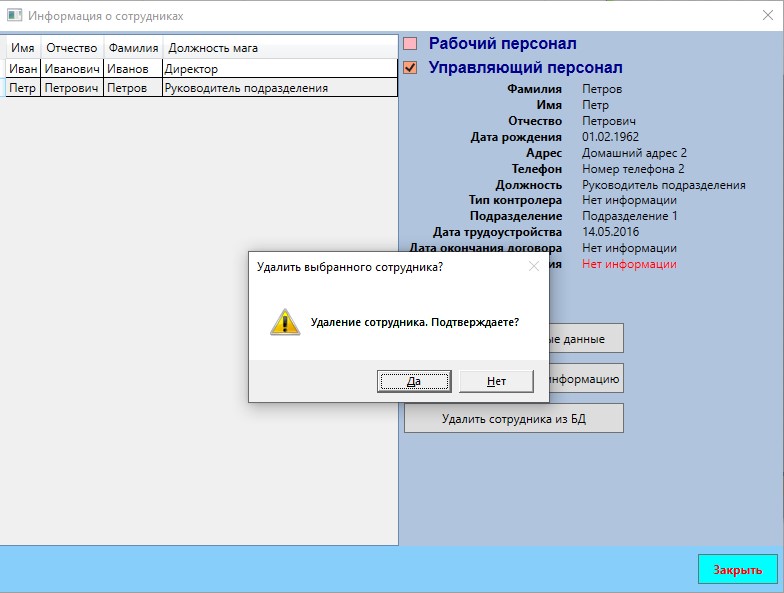 Информация о сотрудниках
Имя Отчество Фамилия Должность мага
Иван Иванович Иванов Директор
Петр Петрович Петров Руководитель подразделения
Рабочий персонал
Управляющий персонал
Фамилия Петров
Имя Петр
Отчество Петрович
Дата рождения 01.02.1962
Адрес Домашний адрес 2
Телефон Номер телефона 2
Должность Руководитель подразделения
Тип контролера Нет информации
Подразделение Подразделение 1
Дата трудоустройства 14.05.2016
Дата окончания договора Нет информации
ия Нет информации
Удалить выбранного сотрудника?
Удаление сотрудника. Подтверждаете?
Да Нет
ые данные
информацию
Удалить сотрудника из БД
Закрыть